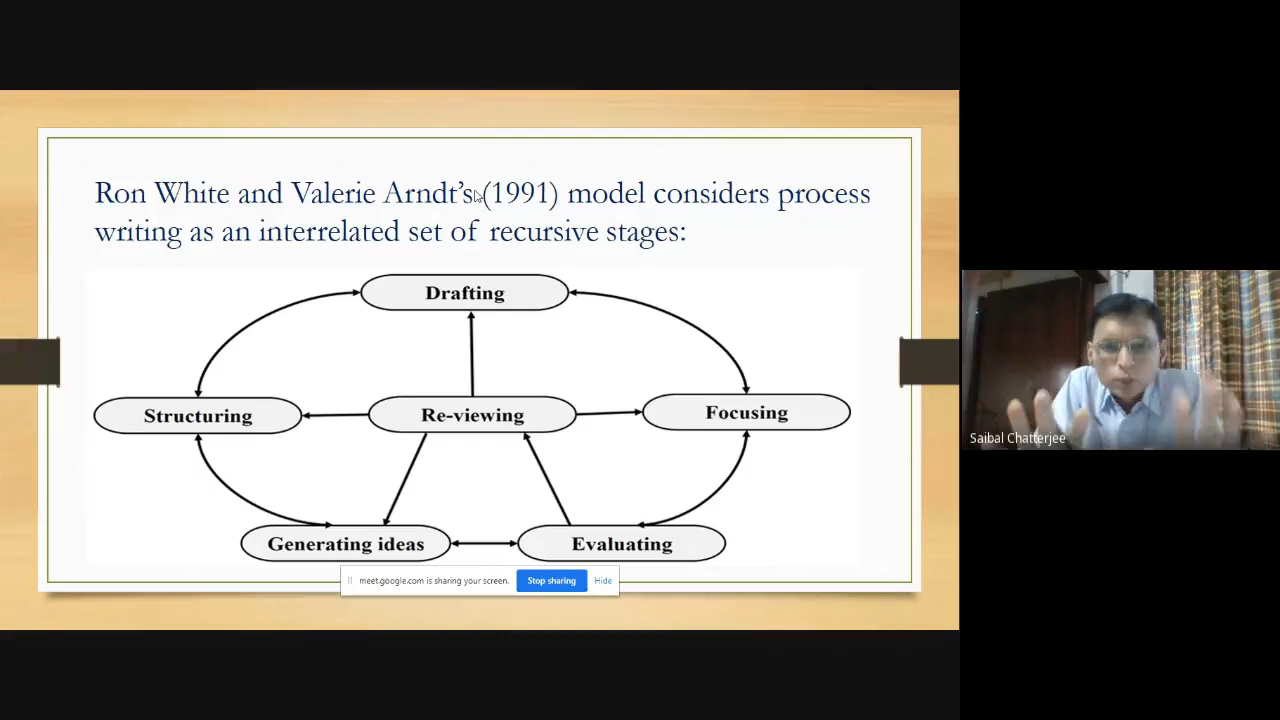 Ron White and Valerie Arndt's (1991) model considers process
writing as an interrelated set of recursive stages:
Drafting
Structuring
Re-viewing
Focusing
Generating ideas
Evaluating
meet.google.com is sharing your screen. Stop sharing Hide
Saibal Chatterjee